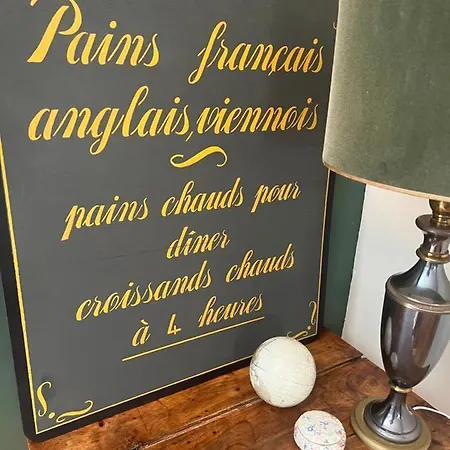 Pains français
anglais, viennois
pains chauds pour
dîner
croissands chauds
à 4 heures